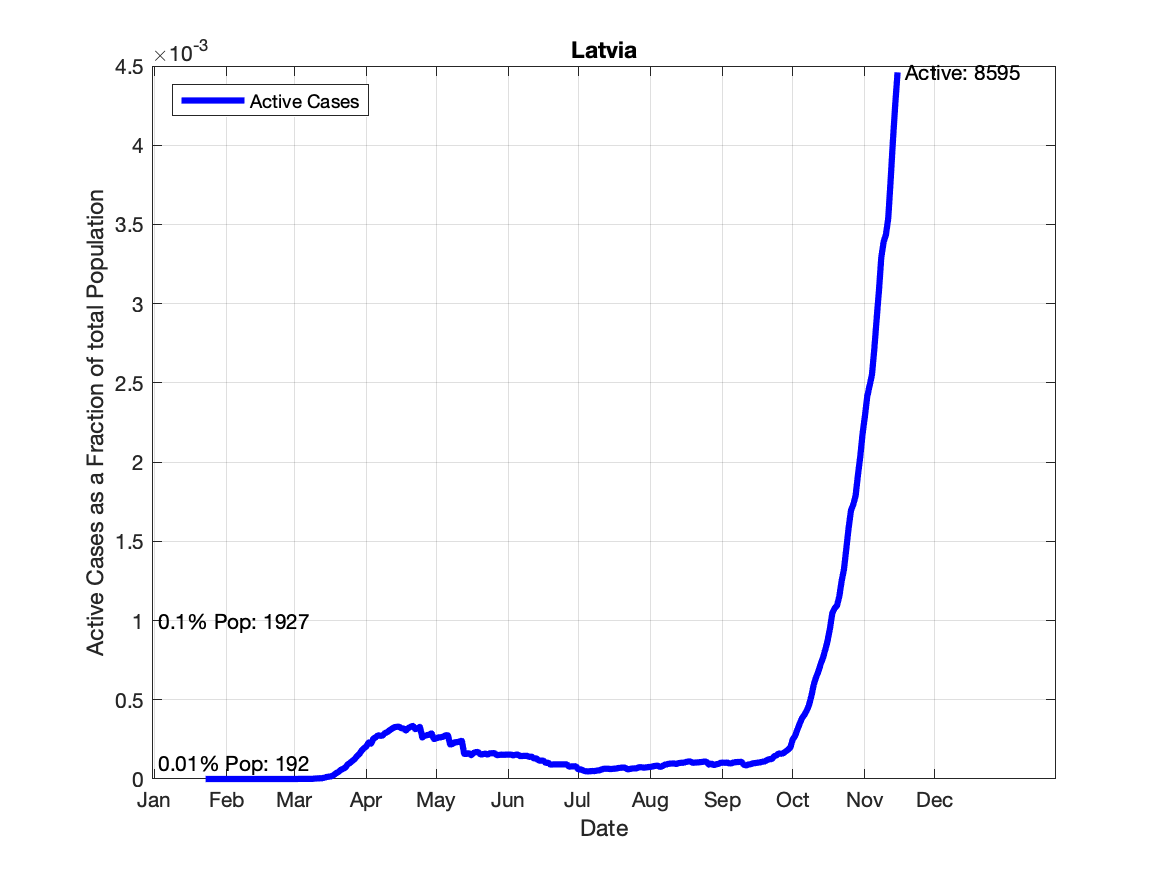 Latvia
×10-3
4.5
Active: 8595
Active Cases
4
3.5
3
2.5
2
1.5
1
0.1% Pop: 1927
0.5
0.01% Pop: 192
0
Active Cases as a Fraction of total Population
Jan Feb Mar Apr May Jun Jul Aug Sep Oct Nov Dec
Date